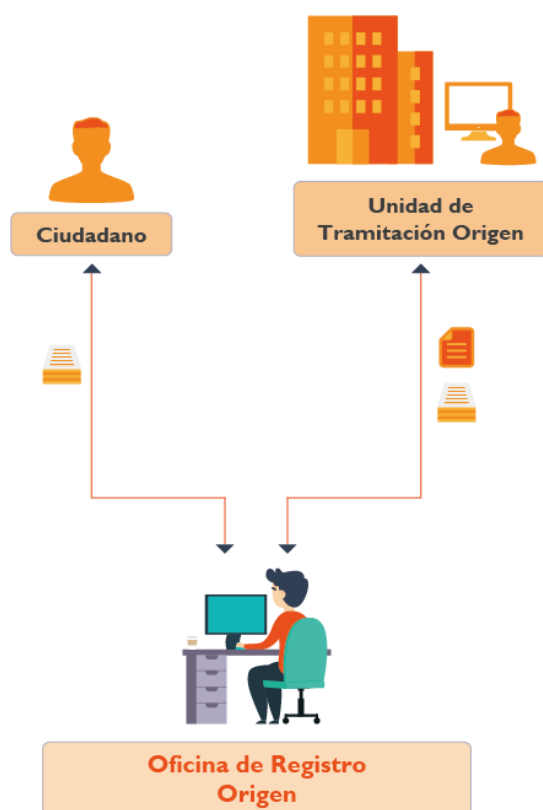 Ciudadano
Unidad de
Tramitación Origen
Oficina de Registro
Origen